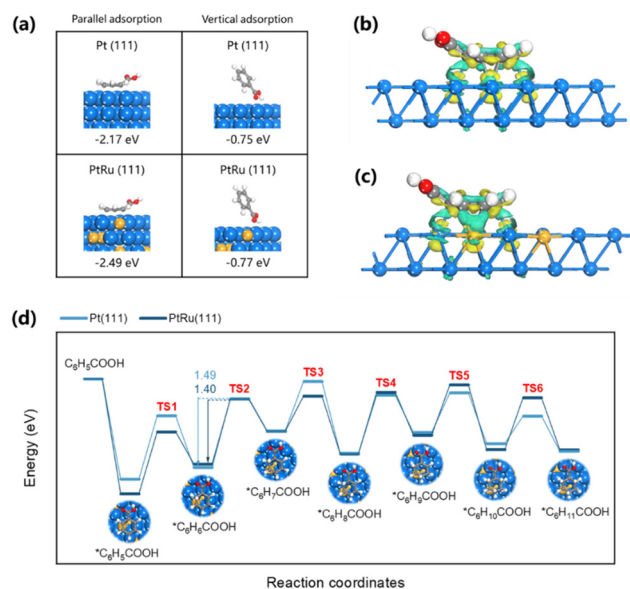 Parallel adsorption Vertical adsorption
(a)
Pt (111) Pt (111)
-2.17 eV -0.75 eV
PtRu (111) PtRu (111)
-2.49 eV -0.77 eV
(b)
(c)
(d)
Pt(111) PtRu(111)
C₆H₅COOH
TS1
1.49
1.40
TS2
TS3
TS4
TS5
TS6
*C₆H₅COOH
*C₆H₆COOH
*C₆H₇COOH
*C₆H₈COOH
*C₆H₉COOH
*C₆H₁₀COOH
*C₆H₁₁COOH
Energy (eV)
Reaction coordinates